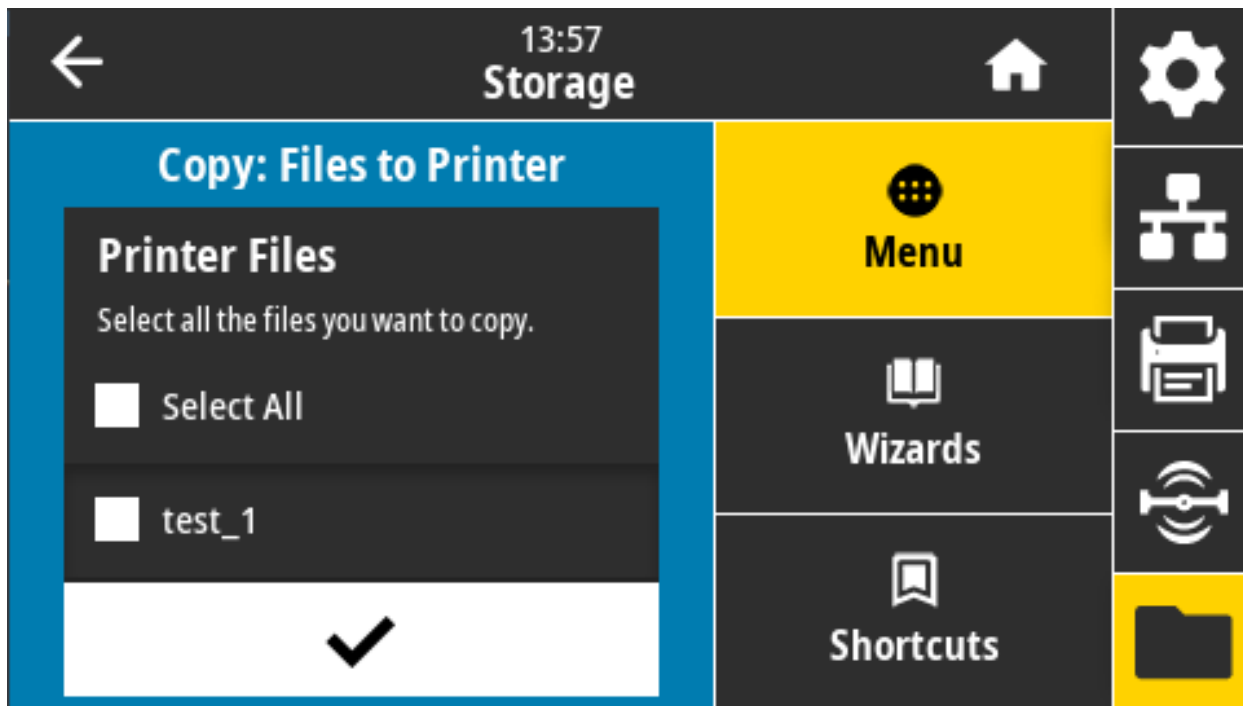 13:57
Storage
Copy: Files to Printer
Printer Files
Select all the files you want to copy.
Select All
test_1
Menu
Wizards
Shortcuts